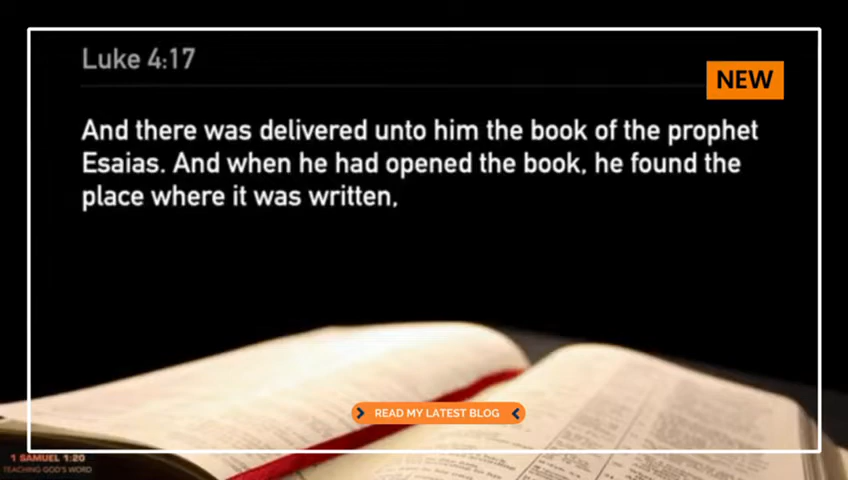 Luke 4:17
NEW
And there was delivered unto him the book of the prophet
Esaias. And when he had opened the book, he found the
place where it was written,
READ MY LATEST BLOG
1 SAMUEL 1:20
TEACHING GOD'S WORD